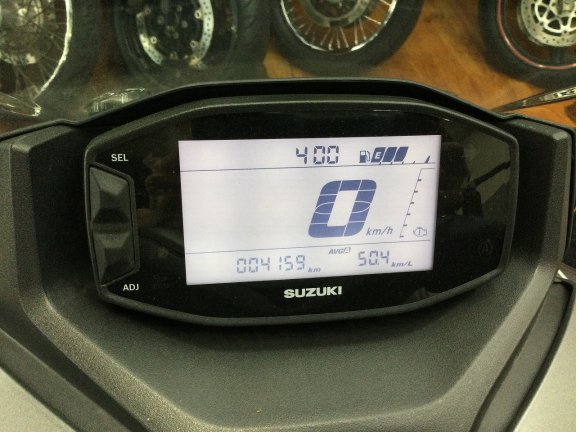 SEL
4:00
E
0 km/h
AVG
004159 km 50.4 km/L
ADJ
SUZUKI